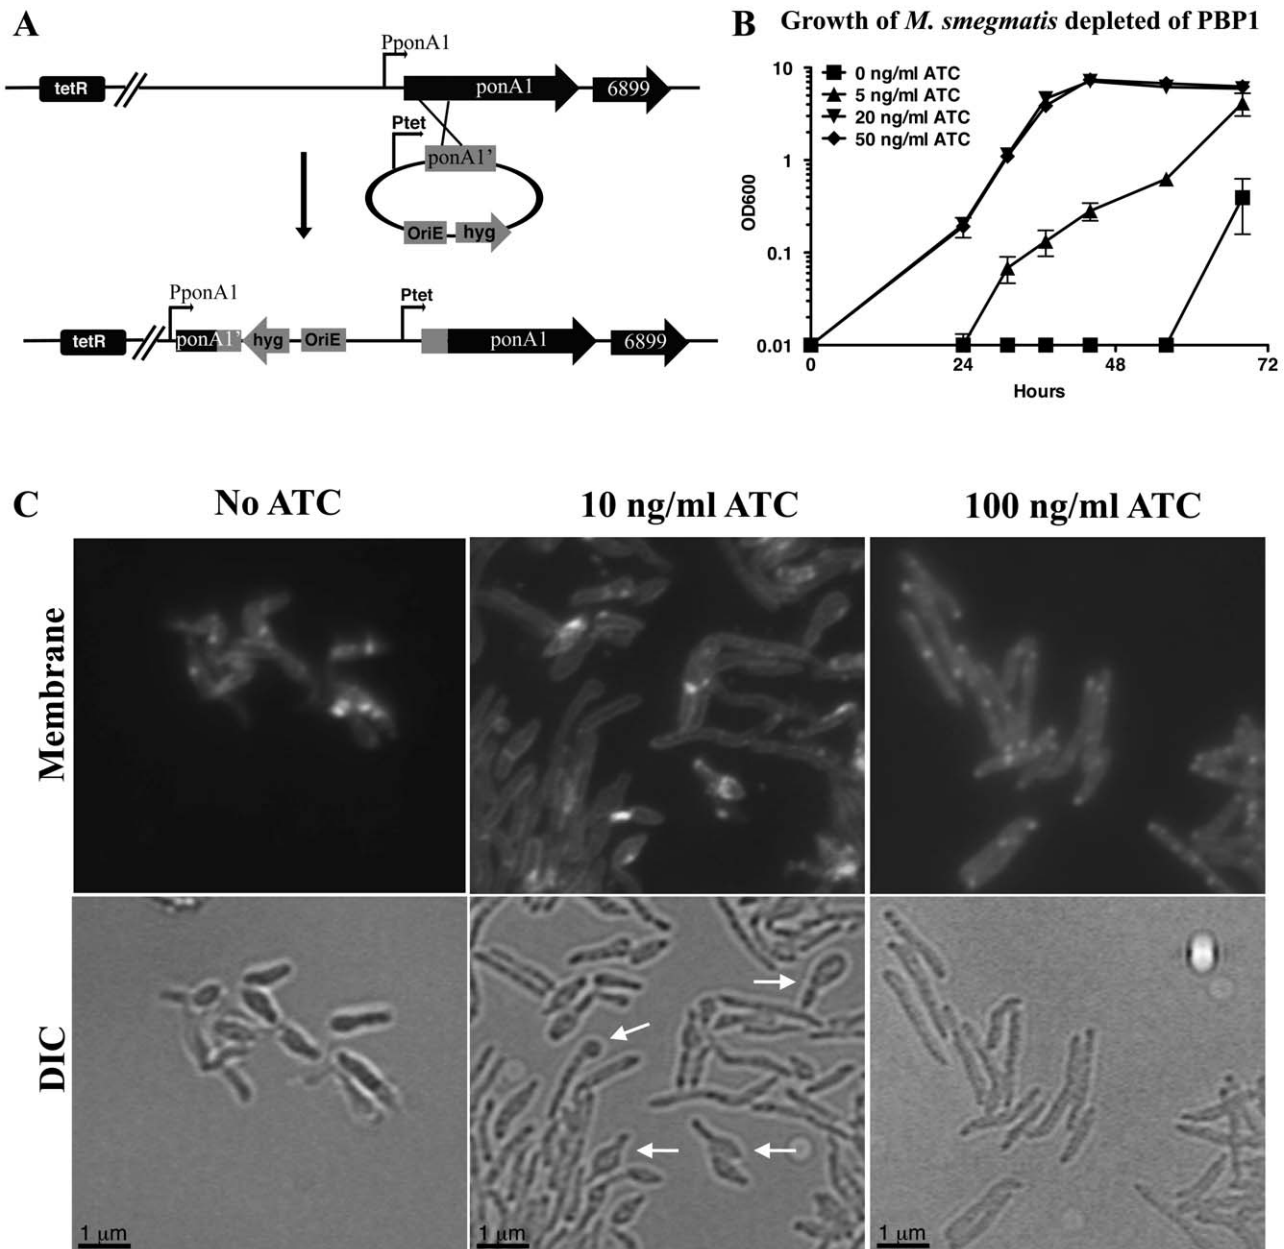 A
PponA1
tetR
ponA1
6899
Ptet
ponA1'
OriE
hyg
PponA1
Ptet
tetR
ponA1'
hyg
OriE
ponA1
6899
B Growth of M. smegmatis depleted of PBP1
10
1
0.1
0.01
OD600
0 ng/ml ATC
5 ng/ml ATC
20 ng/ml ATC
50 ng/ml ATC
0 24 48 72
Hours
C No ATC 10 ng/ml ATC 100 ng/ml ATC
Membrane
DIC
1 μm 1 μm 1 μm